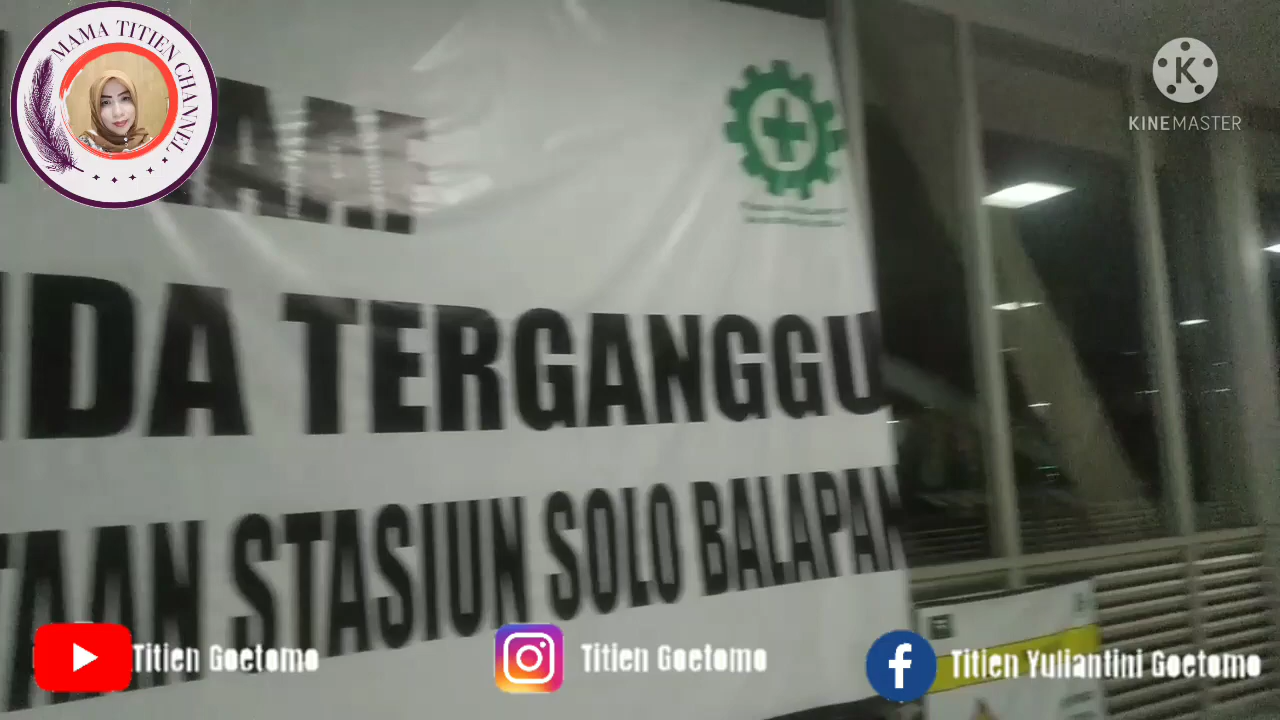 MAMA TITIEN CHANNEL
KINEMASTER
DA TERGANGGU
TAAN STASIUN SOLO BALAPAN
Titien Goetomo
Titien Goetomo
Titien Yuliantini Goetomo